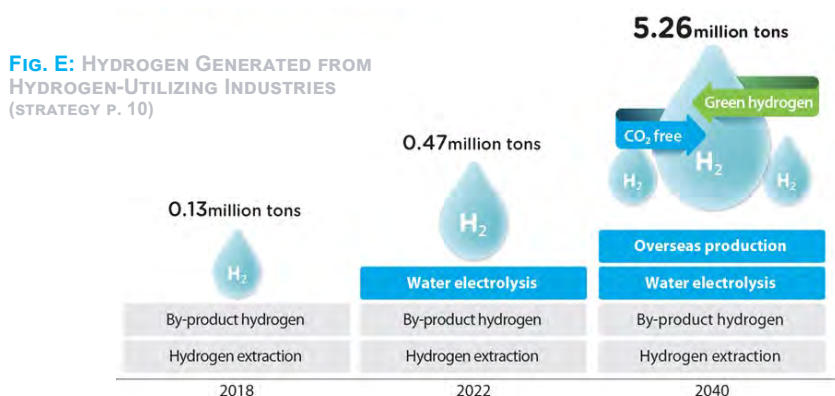 FIG. E: HYDROGEN GENERATED FROM
HYDROGEN-UTILIZING INDUSTRIES
(STRATEGY P. 10)
0.13million tons
H2
By-product hydrogen
Hydrogen extraction
2018
0.47million tons
H2
Water electrolysis
By-product hydrogen
Hydrogen extraction
2022
5.26million tons
Green hydrogen
CO2 free
H2
H2
H2
Overseas production
Water electrolysis
By-product hydrogen
Hydrogen extraction
2040